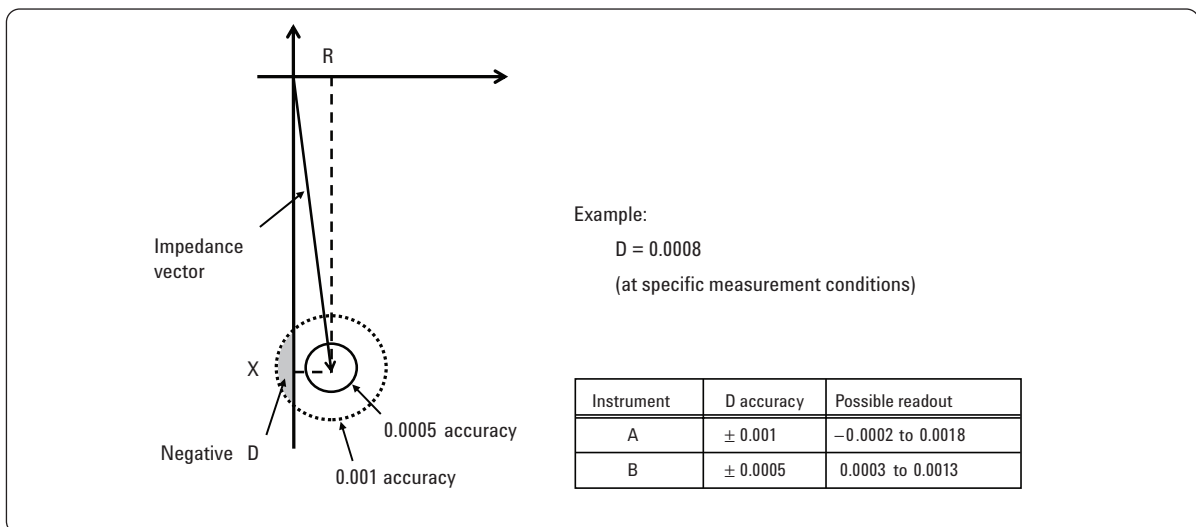 R
Impedance
vector
X
Negative D
0.0005 accuracy
0.001 accuracy
Example:
D = 0.0008
(at specific measurement conditions)
Instrument D accuracy Possible readout
A ± 0.001 −0.0002 to 0.0018
B ± 0.0005 0.0003 to 0.0013